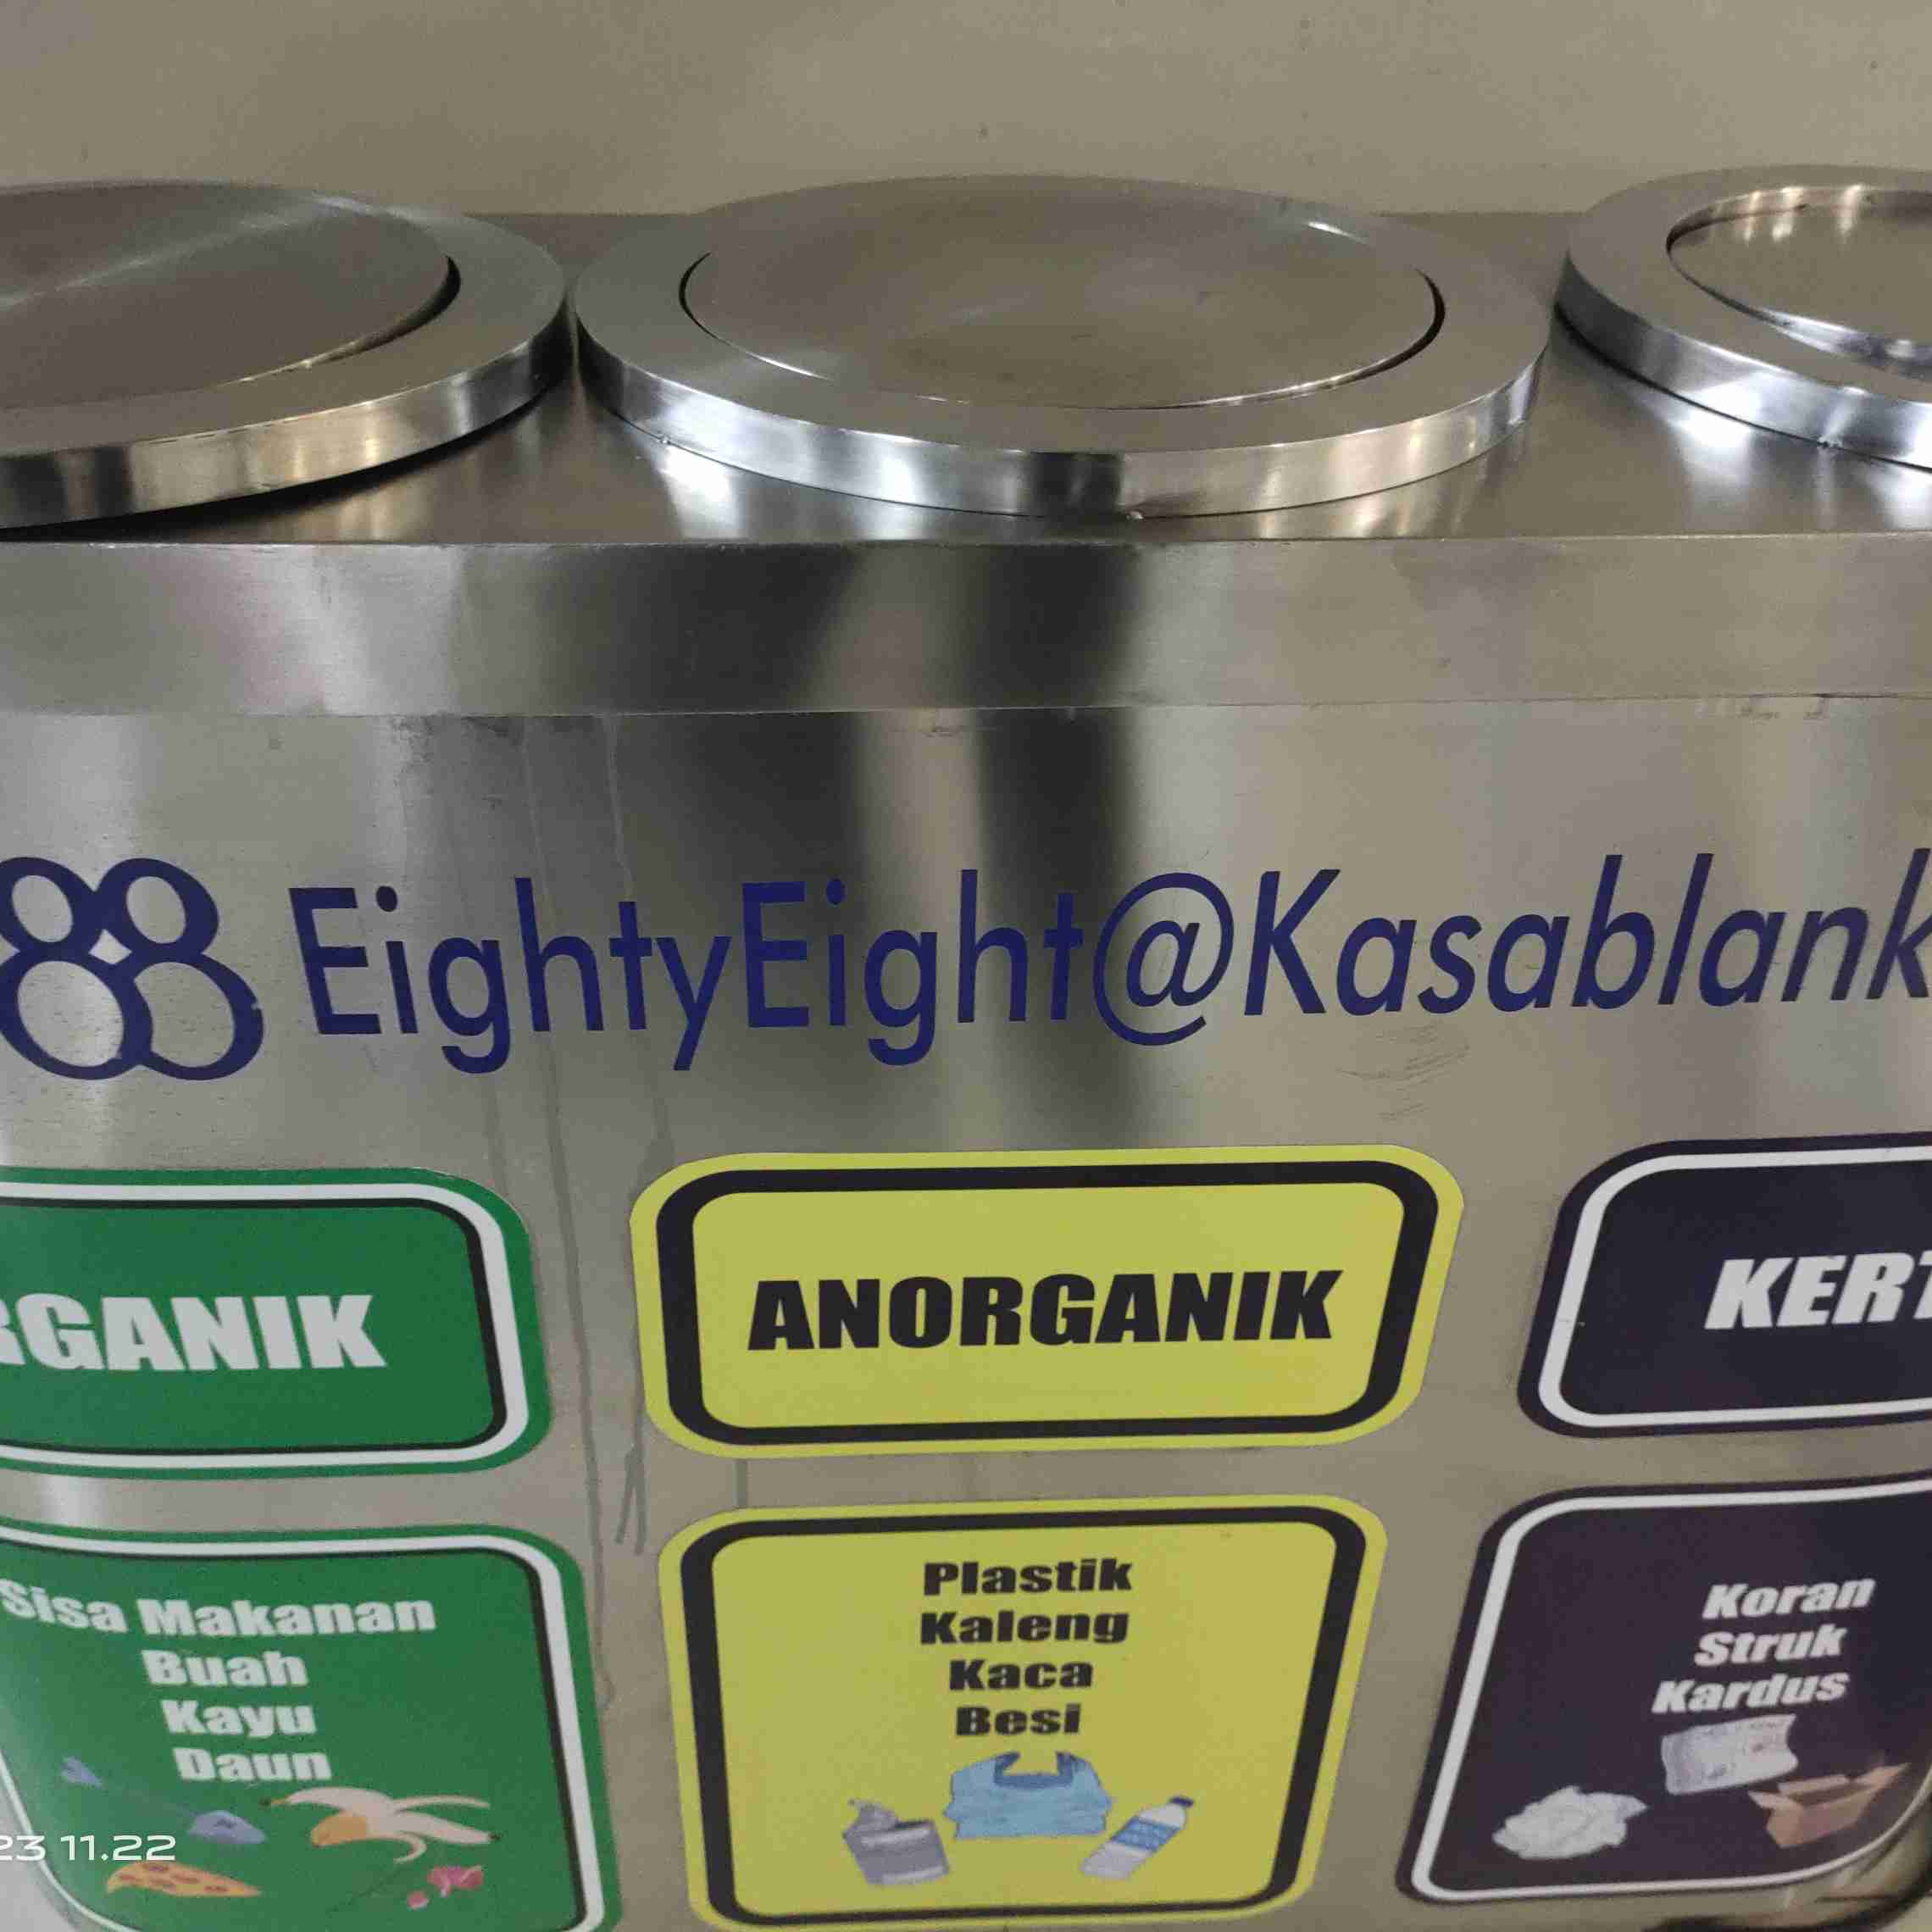 88 EightyEight@Kasablank
RGANIK
ANORGANIK
KERT
Sisa Makanan
Buah
Kayu
Daun
Plastik
Kaleng
Kaca
Besi
Koran
Struk
Kardus
23 11.22